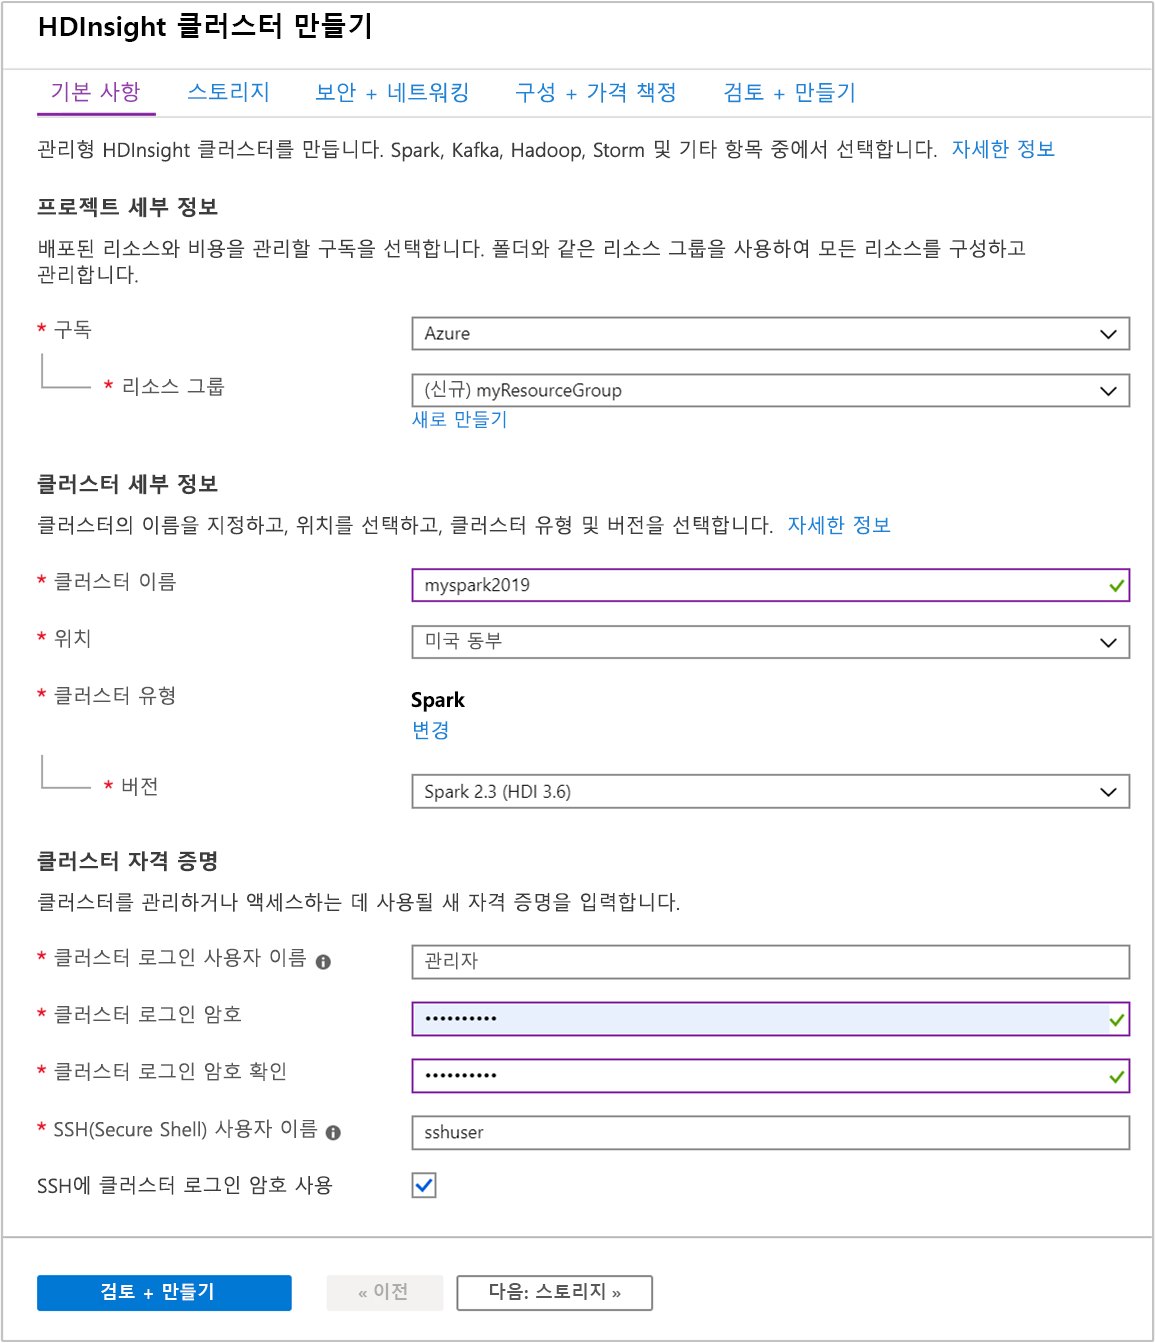 HDInsight 클러스터 만들기
기본 사항 스토리지 보안 + 네트워킹 구성 + 가격 책정 검토 + 만들기
관리형 HDInsight 클러스터를 만듭니다. Spark, Kafka, Hadoop, Storm 및 기타 항목 중에서 선택합니다. 자세한 정보
프로젝트 세부 정보
배포된 리소스와 비용을 관리할 구독을 선택합니다. 폴더와 같은 리소스 그룹을 사용하여 모든 리소스를 구성하고
관리합니다.
* 구독 Azure
* 리소스 그룹 (신규) myResourceGroup
새로 만들기
클러스터 세부 정보
클러스터의 이름을 지정하고, 위치를 선택하고, 클러스터 유형 및 버전을 선택합니다. 자세한 정보
* 클러스터 이름 myspark2019
* 위치 미국 동부
* 클러스터 유형 Spark
변경
* 버전 Spark 2.3 (HDI 3.6)
클러스터 자격 증명
클러스터를 관리하거나 액세스하는 데 사용될 새 자격 증명을 입력합니다.
* 클러스터 로그인 사용자 이름 관리자
* 클러스터 로그인 암호 ••••••••••
* 클러스터 로그인 암호 확인 ••••••••••
* SSH(Secure Shell) 사용자 이름 sshuser
SSH에 클러스터 로그인 암호 사용
검토 + 만들기 « 이전 다음: 스토리지 »